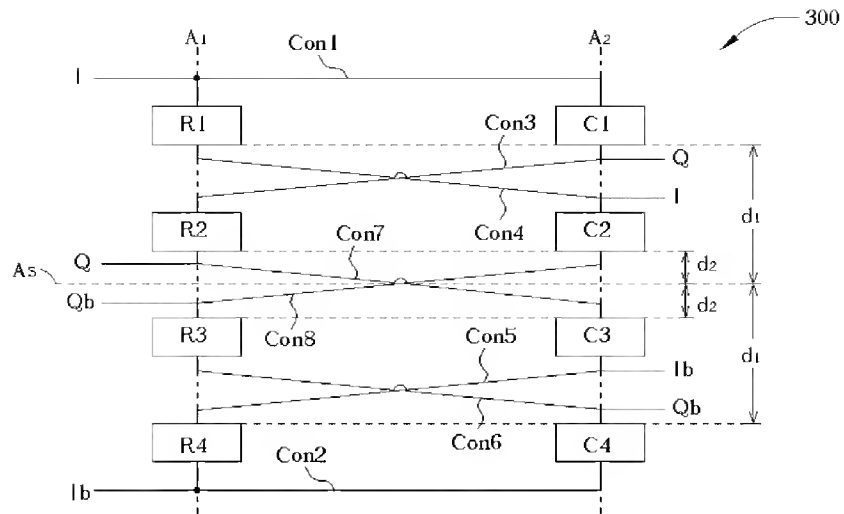 300
A1 Con1 A2
I
R1 C1
Con3
Q
I
d1
R2 Con4 C2
Con7
Q
As
d2
Qb
d2
R3 Con8 Con5 C3
d1
Ib
Qb
R4 Con6 C4
Con2
Ib